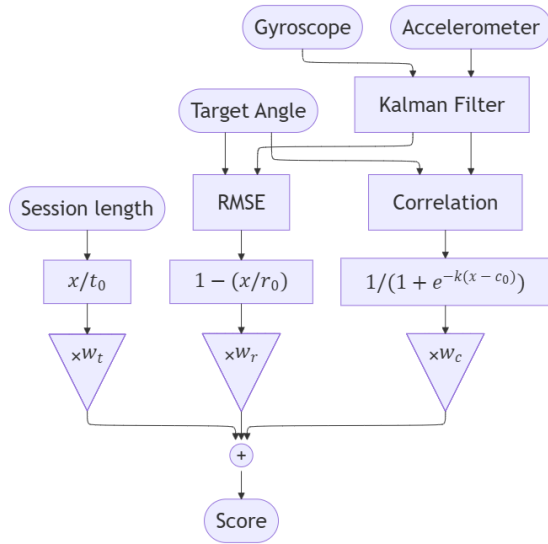 Gyroscope
Accelerometer
Target Angle
Kalman Filter
Session length
RMSE
Correlation
x/t₀
1 − (x/r₀)
1/(1 + e^{−k(x − c₀)})
×w_t
×w_r
×w_c
+
Score